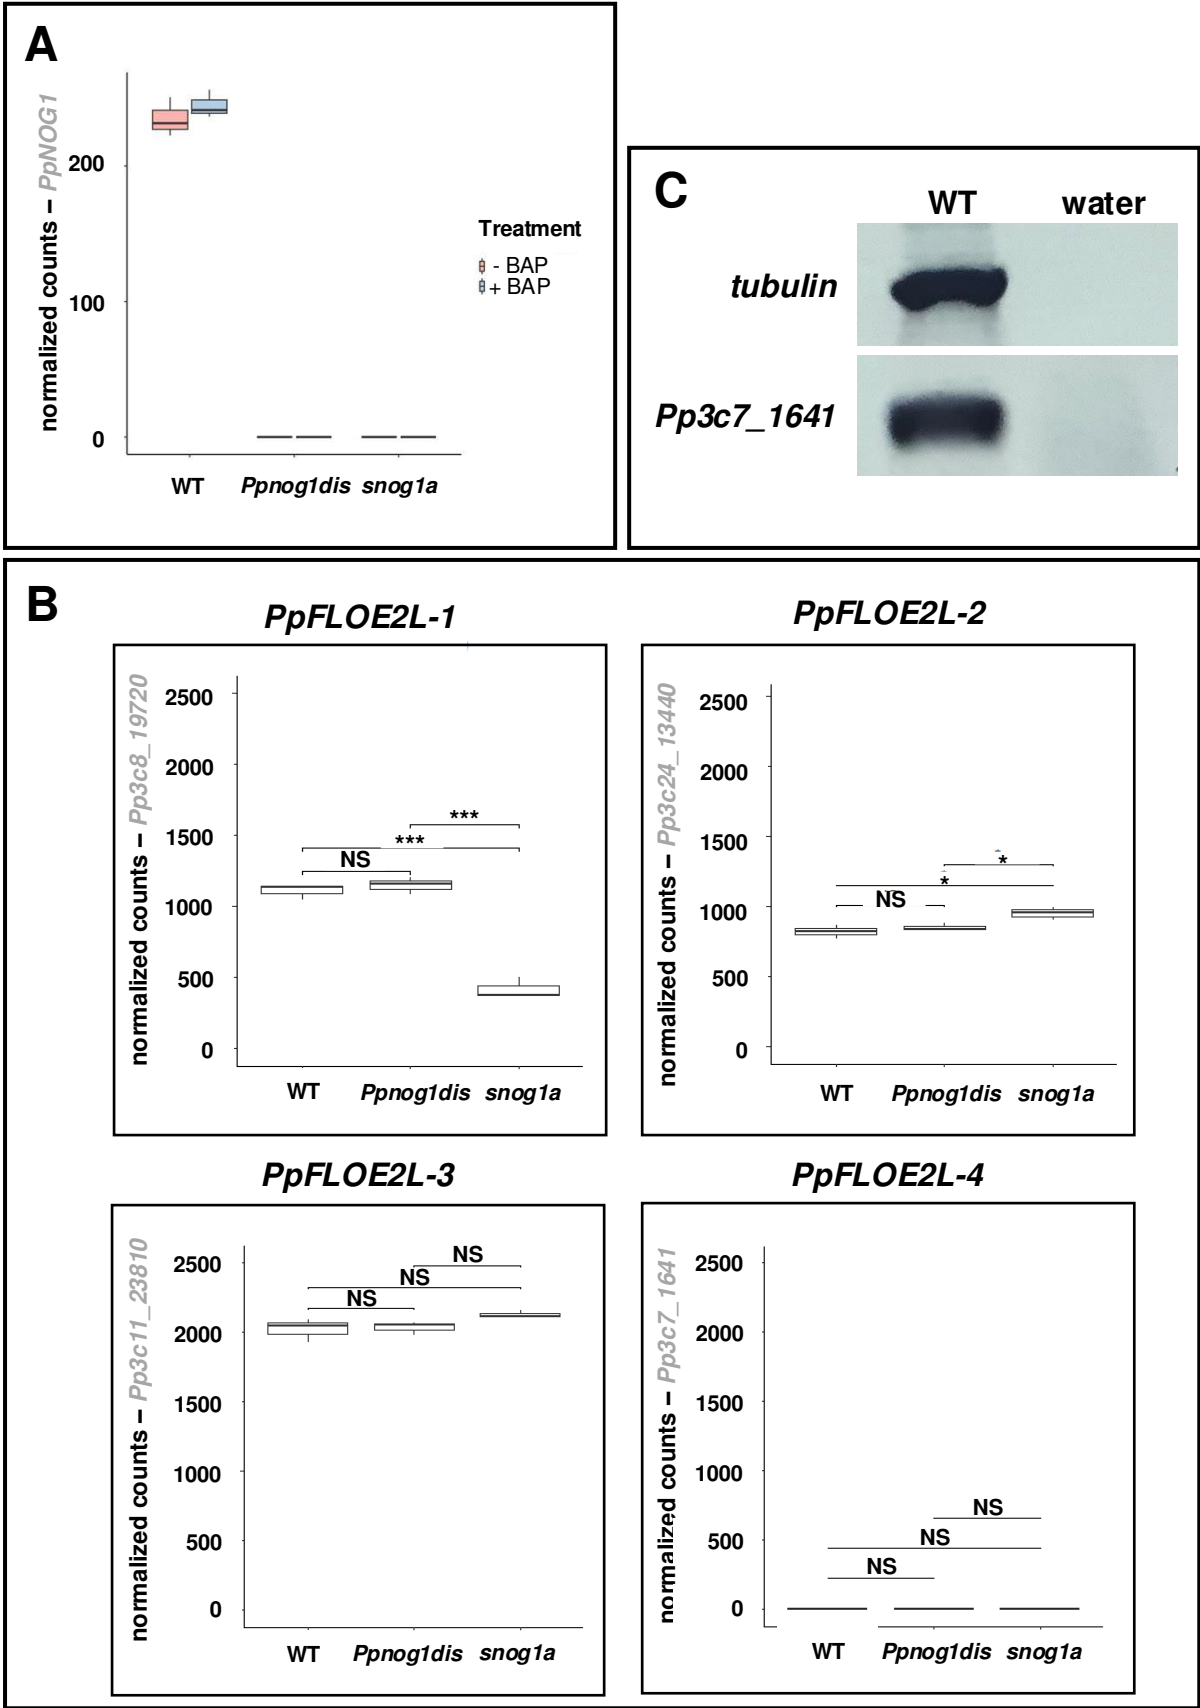 A
normalized counts – PpNOG1
200
100
0
WT Ppnog1dis snog1a
Treatment
- BAP
+ BAP
C
WT water
tubulin
Pp3c7_1641
B
PpFLOE2L-1
normalized counts – Pp3c8_19720
2500
2000
1500
1000
500
0
***
***
NS
WT Ppnog1dis snog1a
PpFLOE2L-2
normalized counts – Pp3c24_13440
2500
2000
1500
1000
500
0
*
*
NS
WT Ppnog1dis snog1a
PpFLOE2L-3
normalized counts – Pp3c11_23810
2500
2000
1500
1000
500
0
NS
NS
NS
WT Ppnog1dis snog1a
PpFLOE2L-4
normalized counts – Pp3c7_1641
2500
2000
1500
1000
500
0
NS
NS
NS
WT Ppnog1dis snog1a